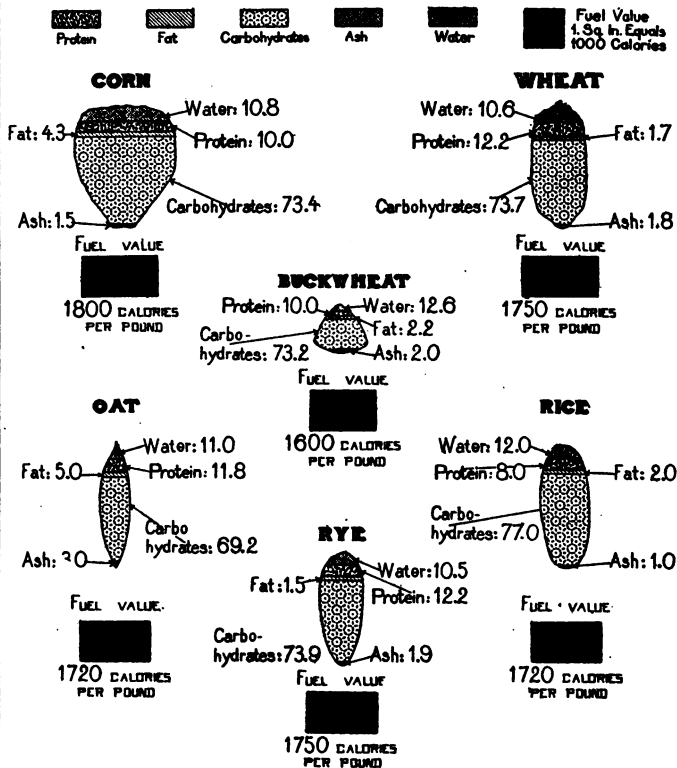 Protein
Fat
Carbohydrates
Ash
Water
Fuel Value
1. Sq. In. Equals
1000 Calories
CORN
Water: 10.8
Fat: 4.3
Protein: 10.0
Carbohydrates: 73.4
Ash: 1.5
FUEL VALUE
1800 CALORIES
PER POUND
WHEAT
Water: 10.6
Protein: 12.2
Fat: 1.7
Carbohydrates: 73.7
Ash: 1.8
FUEL VALUE
1750 CALORIES
PER POUND
BUCKWHEAT
Protein: 10.0
Water: 12.6
Fat: 2.2
Carbo-
hydrates: 73.2
Ash: 2.0
FUEL VALUE
1600 CALORIES
PER POUND
OAT
Water: 11.0
Fat: 5.0
Protein: 11.8
Carbo
hydrates: 69.2
Ash: 3.0
FUEL VALUE.
1720 CALORIES
PER POUND
RICE
Water: 12.0
Protein: 8.0
Fat: 2.0
Carbo-
hydrates: 77.0
Ash: 1.0
FUEL VALUE
1720 CALORIES
PER POUND
RYE
Water: 10.5
Fat: 1.5
Protein: 12.2
Carbo-
hydrates: 73.9
Ash: 1.9
FUEL VALUE
1750 CALORIES
PER POUND